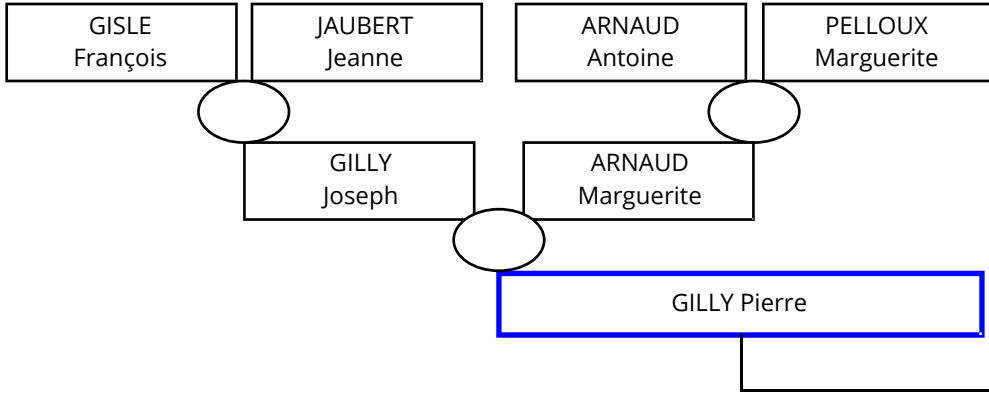 GISLE
François
JAUBERT
Jeanne
ARNAUD
Antoine
PELLOUX
Marguerite
GILLY
Joseph
ARNAUD
Marguerite
GILLY Pierre